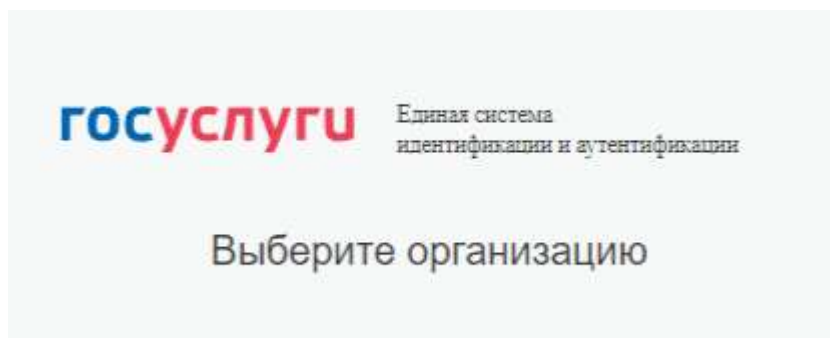 госуслуги
Единая система
идентификации и аутентификации
Выберите организацию